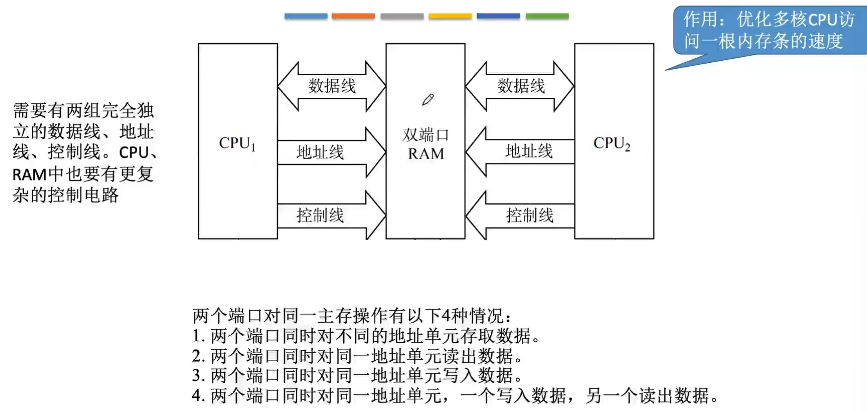 作用：优化多核CPU访
问一根内存条的速度
需要有两组完全独
立的数据线、地址
线、控制线。CPU、
RAM中也要有更复
杂的控制电路
CPU1
数据线
地址线
控制线
双端口
RAM
数据线
地址线
控制线
CPU2
两个端口对同一主存操作有以下4种情况：
1. 两个端口同时对不同的地址单元存取数据。
2. 两个端口同时对同一地址单元读出数据。
3. 两个端口同时对同一地址单元写入数据。
4. 两个端口同时对同一地址单元，一个写入数据，另一个读出数据。